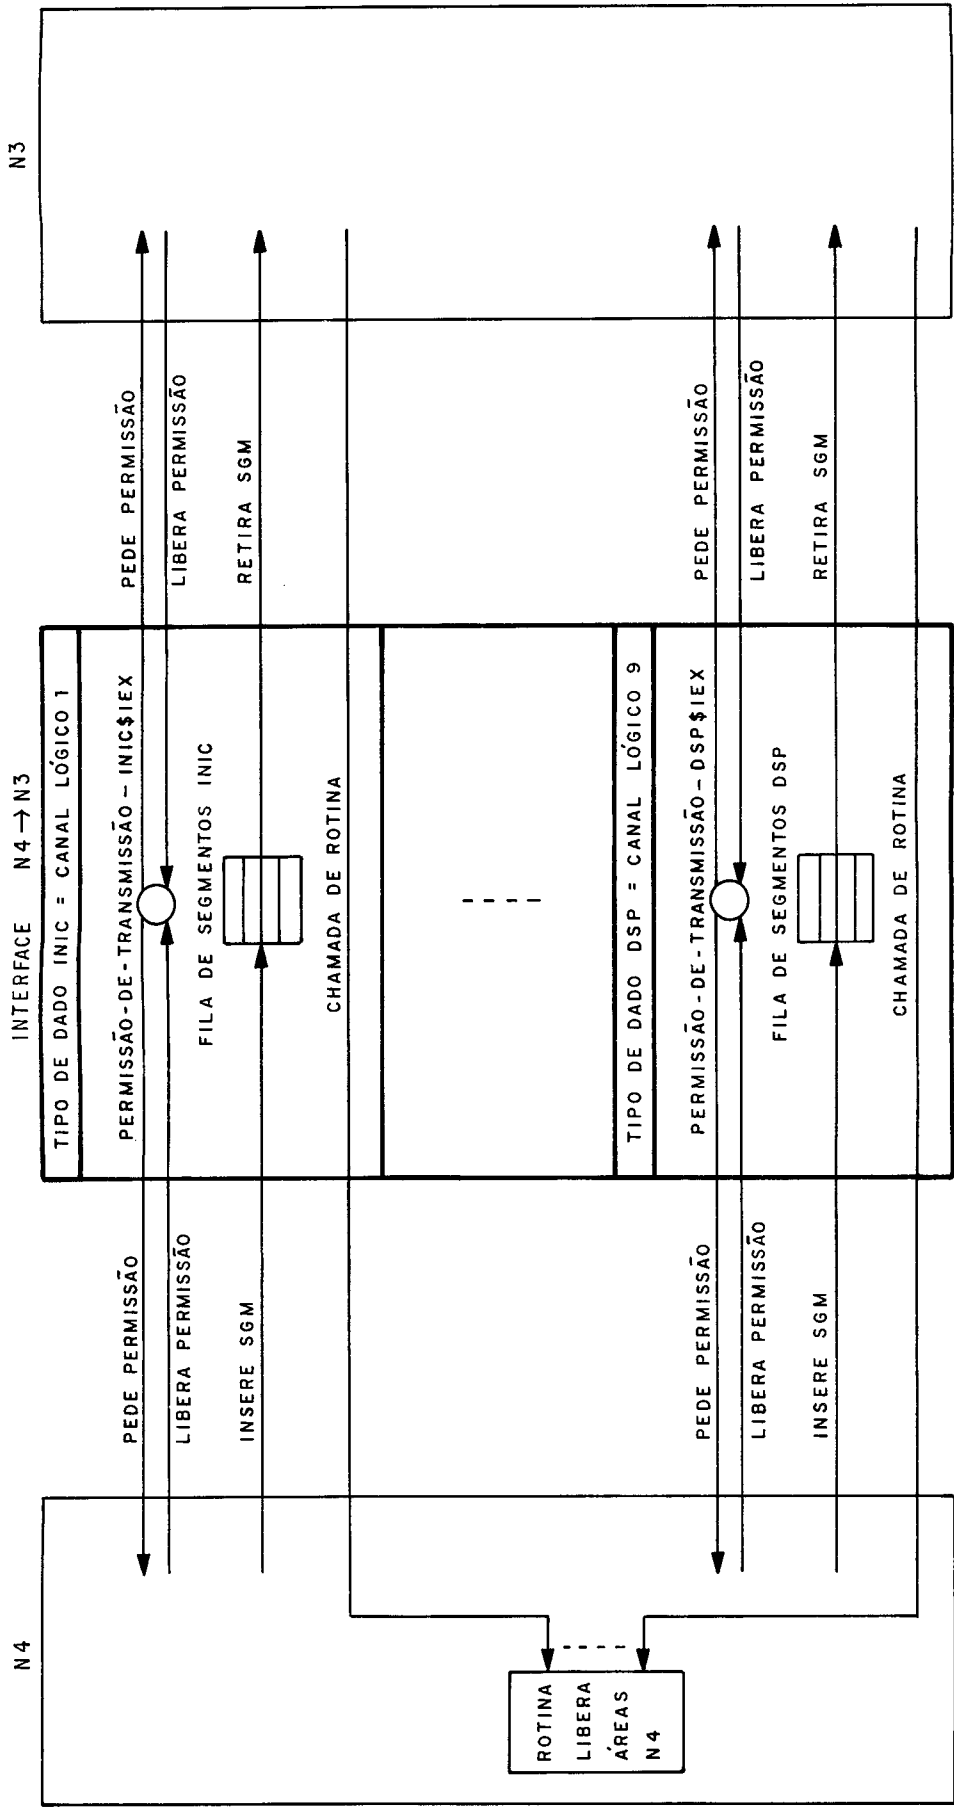 N4
INTERFACE N4→N3
N3
TIPO DE DADO INIC = CANAL LÓGICO 1
PEDE PERMISSÃO
PERMISSÃO-DE-TRANSMISSÃO-INIC$IEX
PEDE PERMISSÃO
LIBERA PERMISSÃO
LIBERA PERMISSÃO
FILA DE SEGMENTOS INIC
INSERE SGM
RETIRA SGM
CHAMADA DE ROTINA
ROTINA
LIBERA
ÁREAS
N4
TIPO DE DADO DSP = CANAL LÓGICO 9
PEDE PERMISSÃO
PERMISSÃO-DE-TRANSMISSÃO-DSP$IEX
PEDE PERMISSÃO
LIBERA PERMISSÃO
LIBERA PERMISSÃO
FILA DE SEGMENTOS DSP
INSERE SGM
RETIRA SGM
CHAMADA DE ROTINA